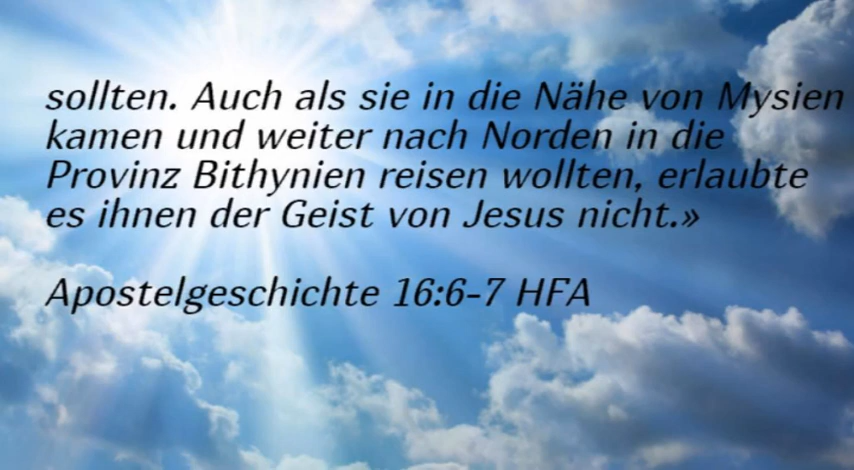 sollten. Auch als sie in die Nähe von Mysien
kamen und weiter nach Norden in die
Provinz Bithynien reisen wollten, erlaubte
es ihnen der Geist von Jesus nicht.»
Apostelgeschichte 16:6-7 HFA